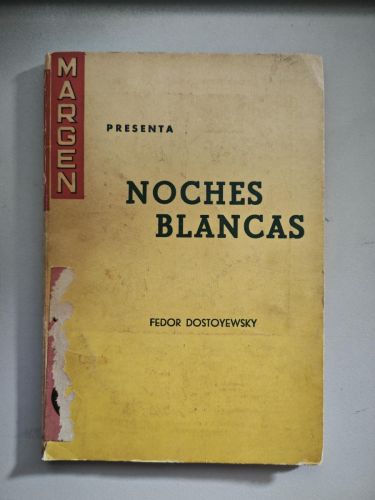 MARGEN
PRESENTA
NOCHES
BLANCAS
FEDOR DOSTOYEWSKY